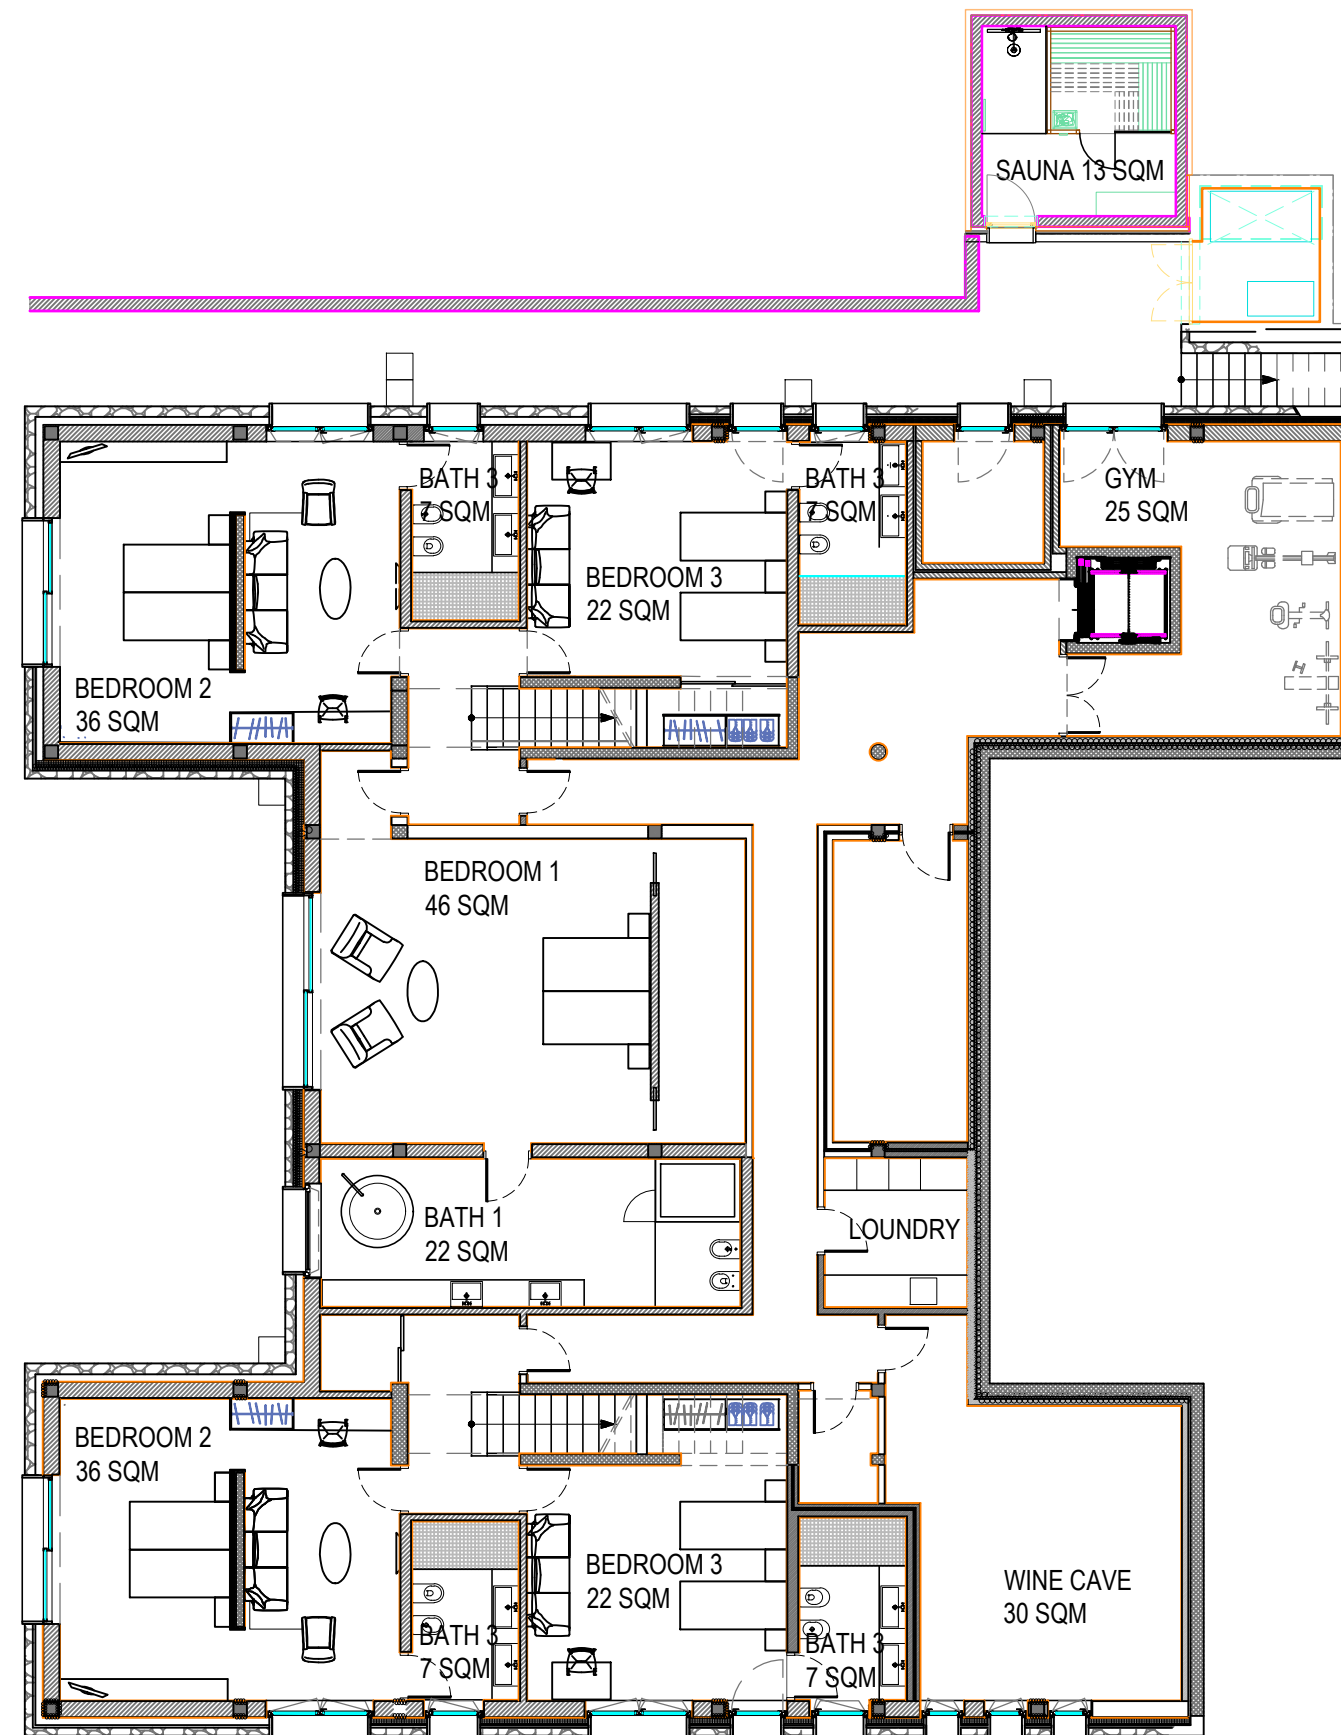 SAUNA 13 SQM
BATH 3
7 SQM
BATH 3
7 SQM
GYM
25 SQM
BEDROOM 3
22 SQM
BEDROOM 2
36 SQM
BEDROOM 1
46 SQM
BATH 1
22 SQM
LOUNDRY
BEDROOM 2
36 SQM
BEDROOM 3
22 SQM
WINE CAVE
30 SQM
BATH 3
7 SQM
BATH 3
7 SQM